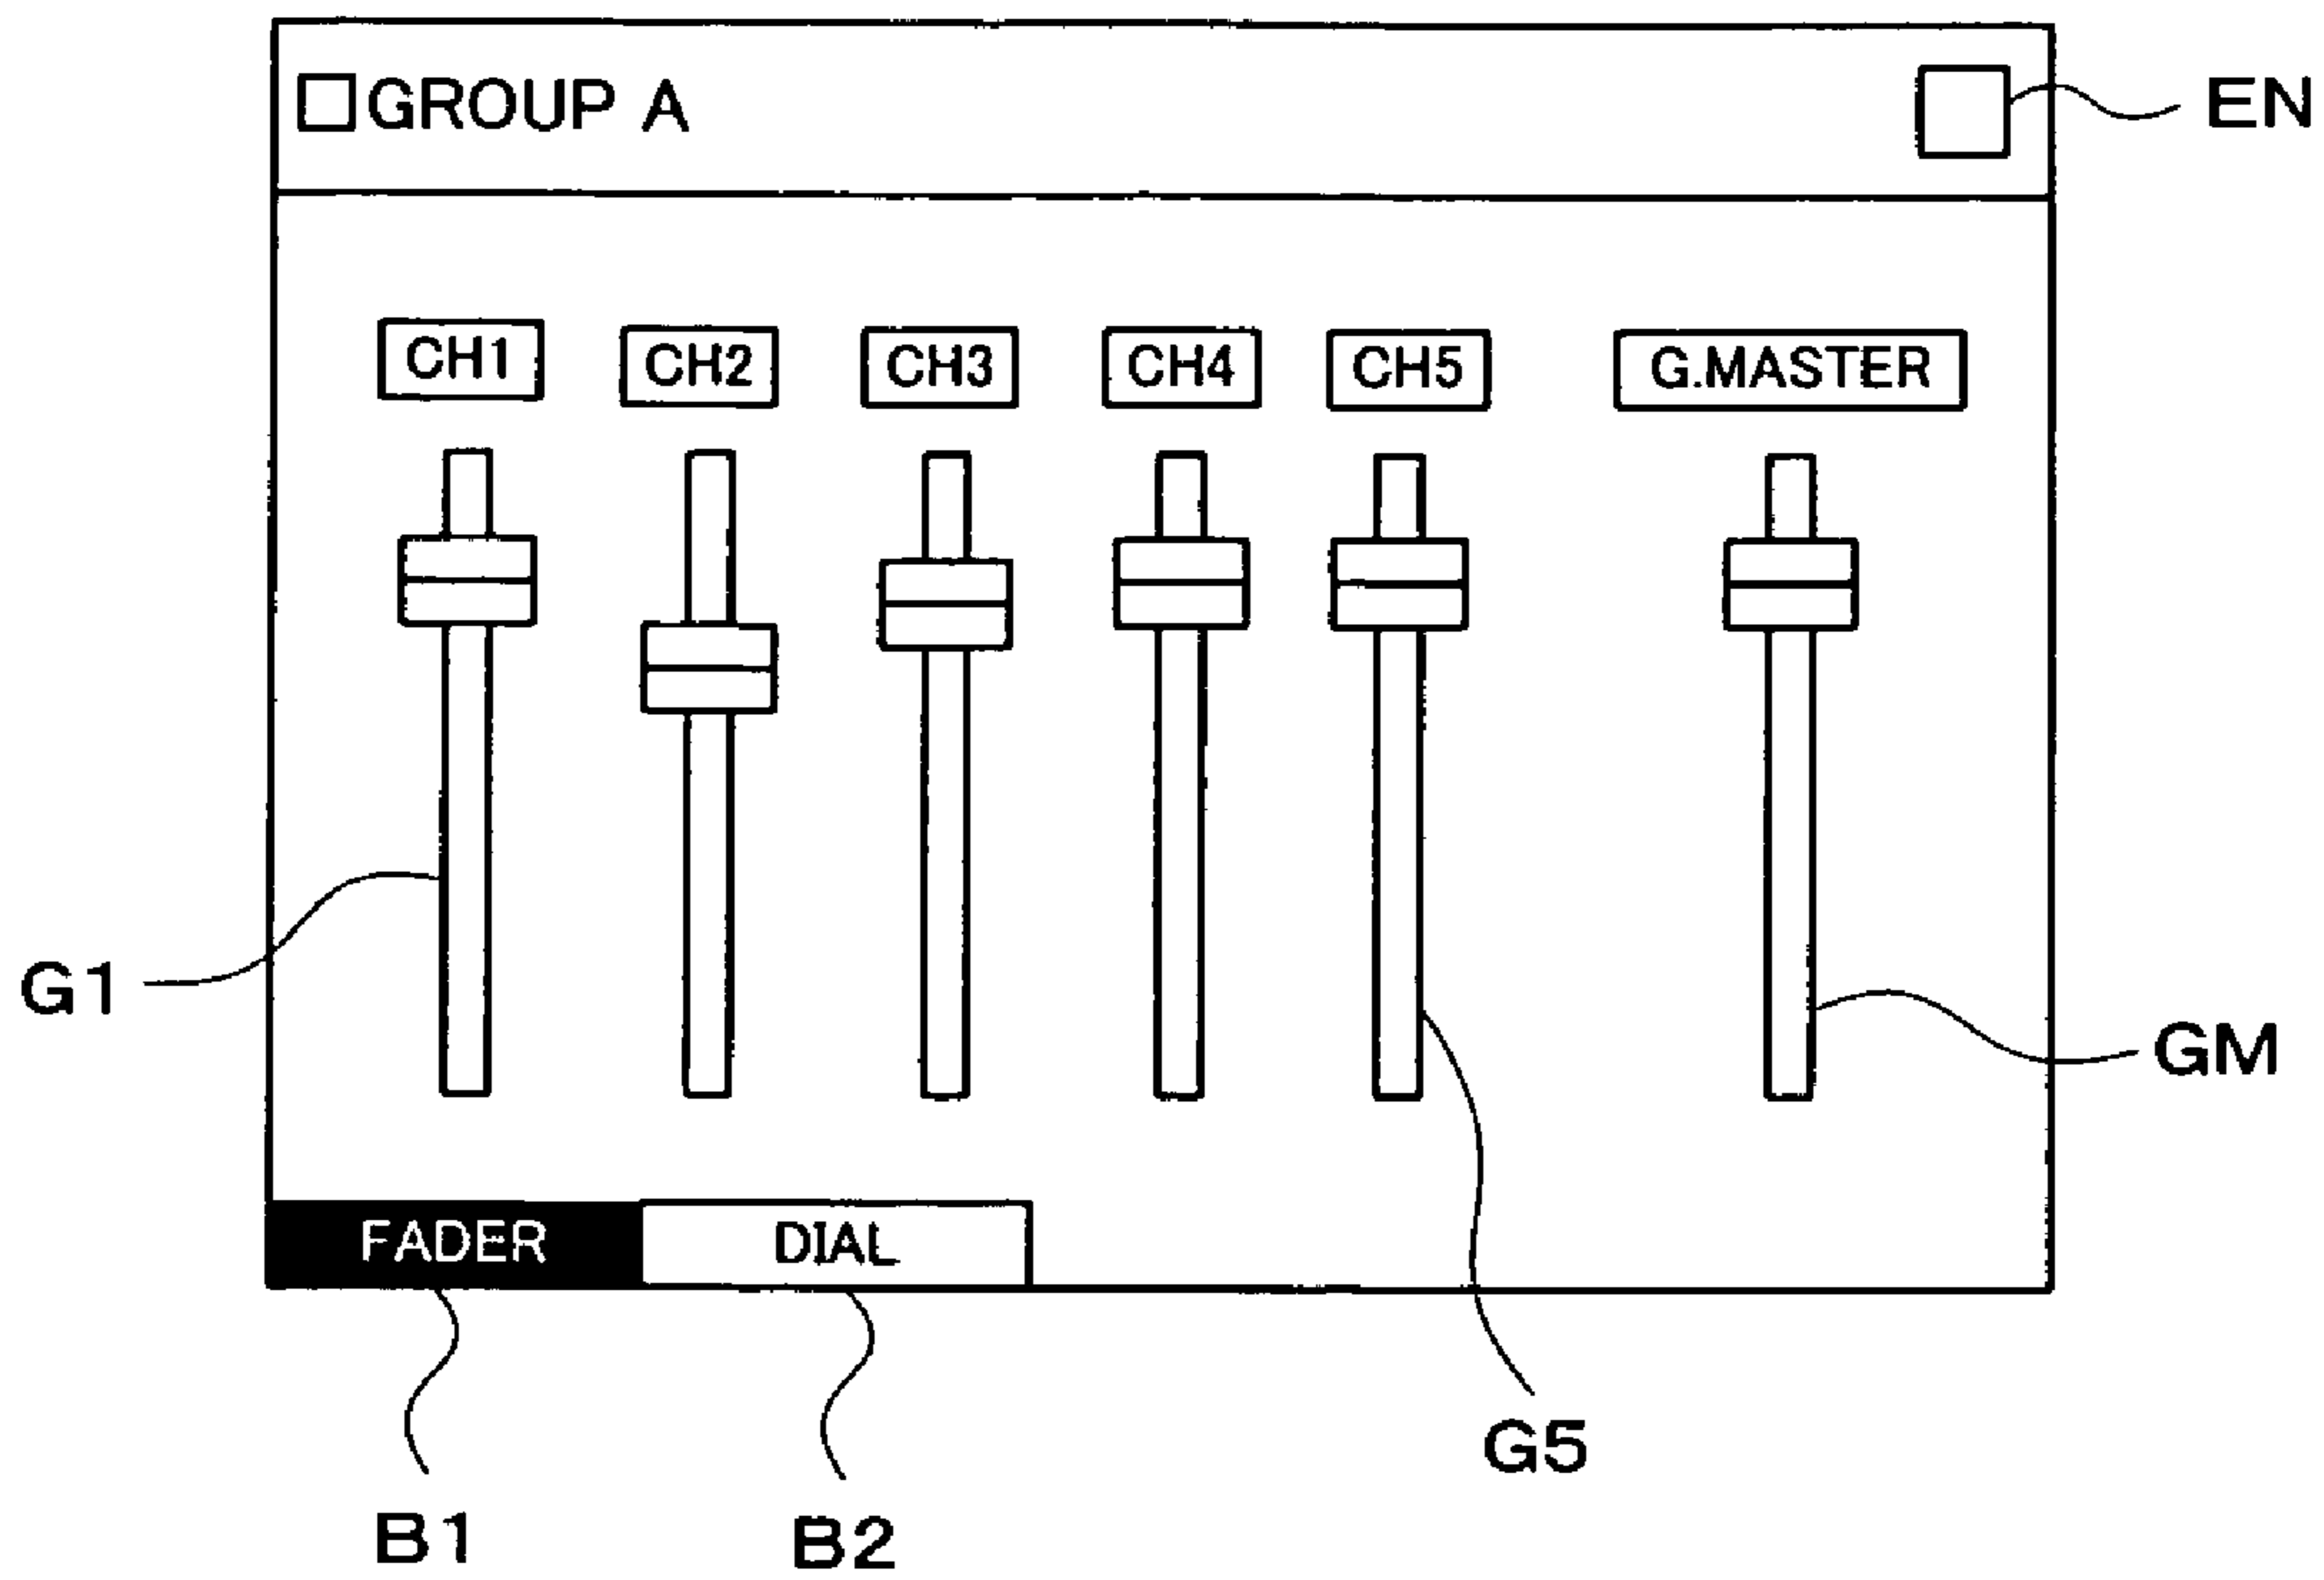 GROUP A
EN
CH1 CH2 CH3 CH4 CH5 G.MASTER
G1
GM
FADER DIAL
G5
B1 B2